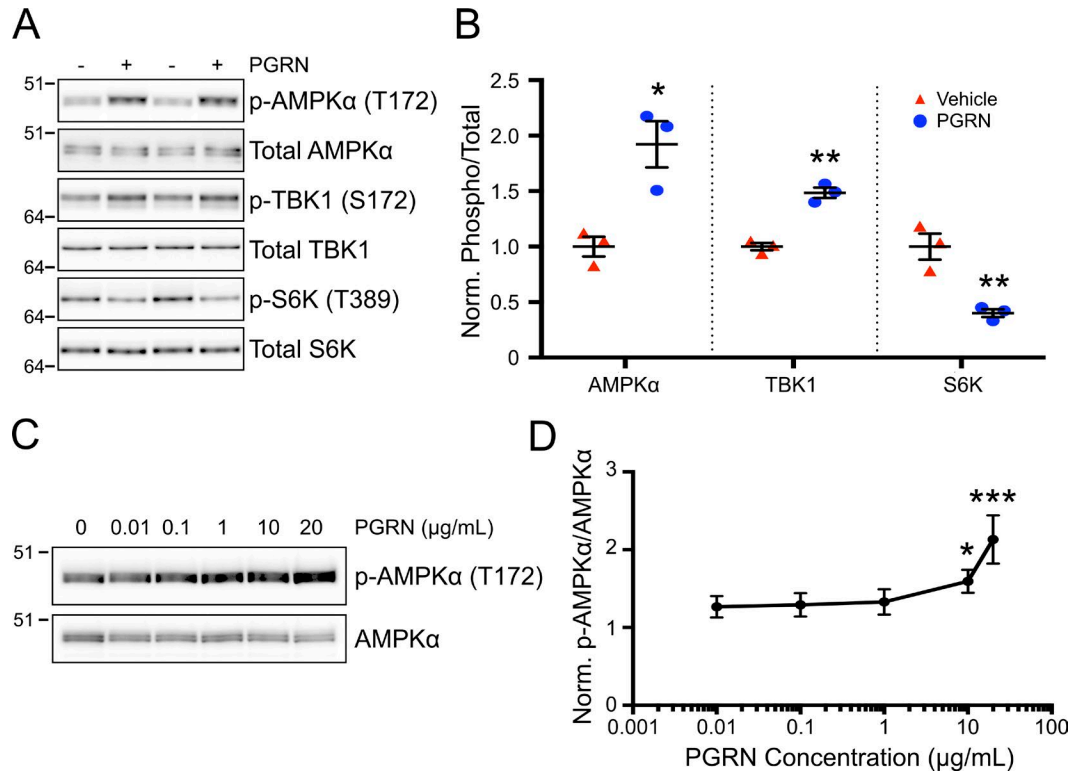 A
- + - + PGRN
51
p-AMPKα (T172)
51
Total AMPKα
p-TBK1 (S172)
64
Total TBK1
64
p-S6K (T389)
64
Total S6K
64
B
Norm. Phospho/Total
2.5
2.0
1.5
1.0
0.5
0
* ** **
Vehicle
PGRN
AMPKα TBK1 S6K
C
0 0.01 0.1 1 10 20 PGRN (μg/mL)
51
p-AMPKα (T172)
51
AMPKα
D
Norm. p-AMPKα/AMPKα
3
2
1
0
* ***
0.001 0.01 0.1 1 10 100
PGRN Concentration (μg/mL)